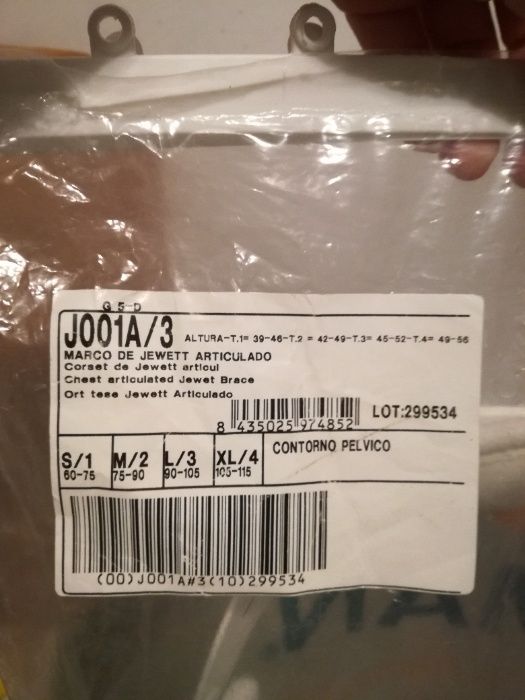 G 5-D
J001A/3 ALTURA-T.1= 39-46-T.2 = 42-49-T.3= 45-52-T.4= 49-56
MARCO DE JEWETT ARTICULADO
Corset de Jewett articul
Chest articulated Jewet Brace
Ort tese Jewett Articulado
8 435025 974852 LOT:299534
S/1 M/2 L/3 XL/4 CONTORNO PELVICO
60-75 75-90 90-105 105-115
(00)J001A#3(10)299534